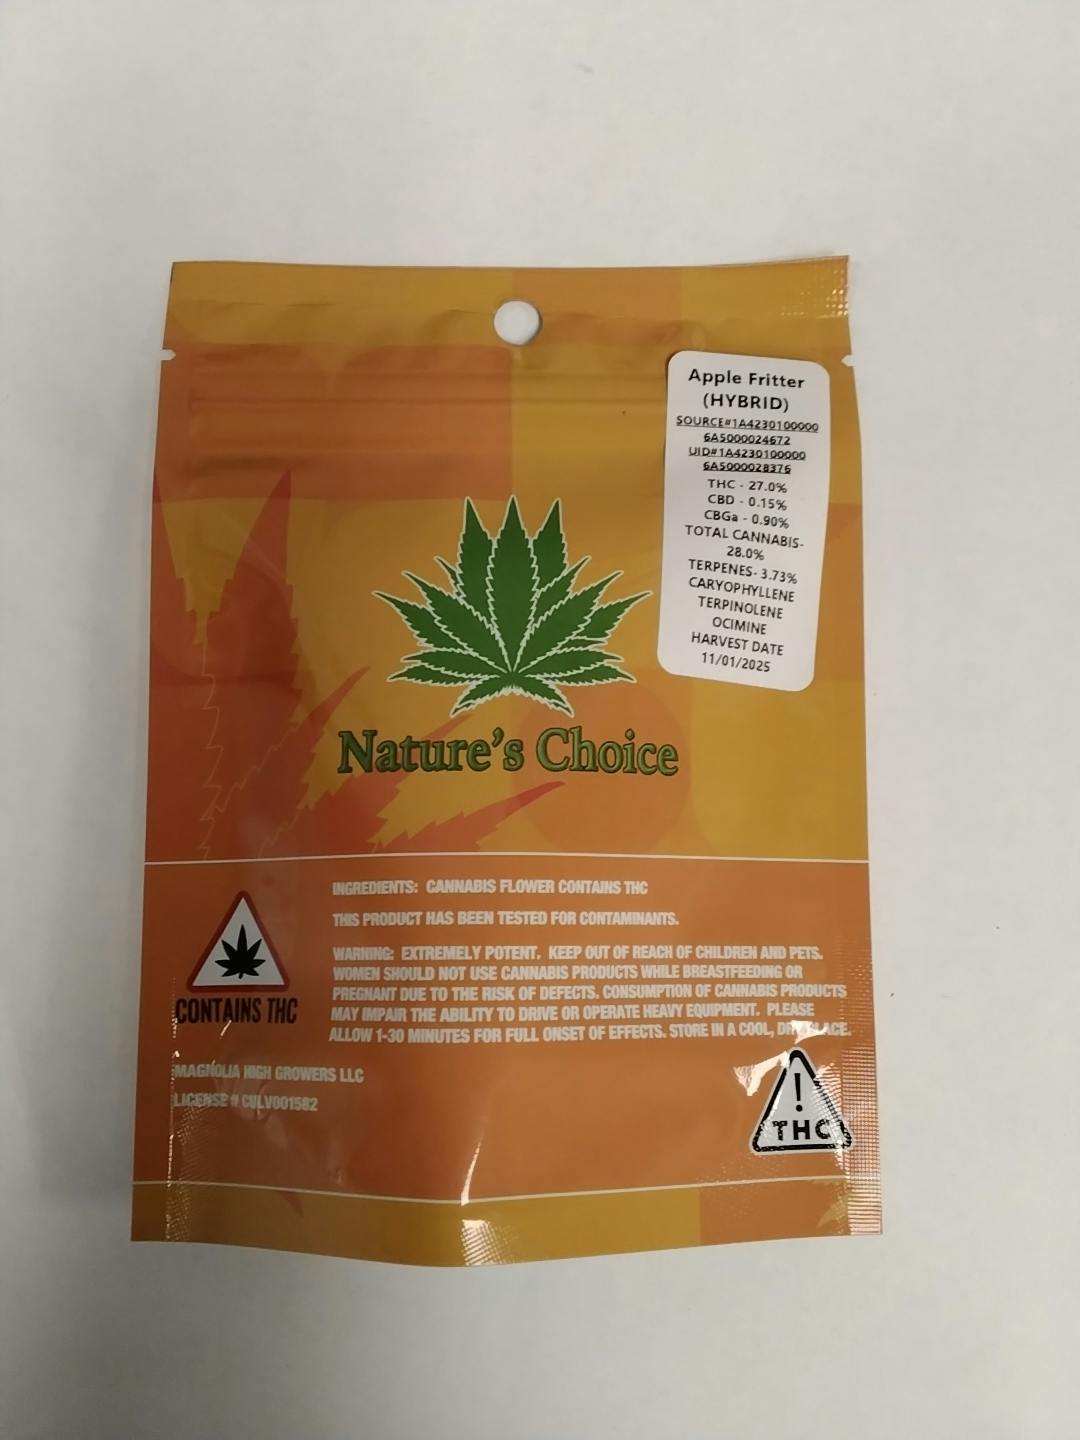 Apple Fritter
(HYBRID)
SOURCE#1A4230100000
6A5000024672
UID#1A4230100000
6A5000028376
THC - 27.0%
CBD - 0.15%
CBGa - 0.90%
TOTAL CANNABIS-
28.0%
TERPENES- 3.73%
CARYOPHYLLENE
TERPINOLENE
OCIMINE
HARVEST DATE
11/01/2025
Nature's Choice
INGREDIENTS: CANNABIS FLOWER CONTAINS THC
THIS PRODUCT HAS BEEN TESTED FOR CONTAMINANTS.
WARNING: EXTREMELY POTENT. KEEP OUT OF REACH OF CHILDREN AND PETS.
WOMEN SHOULD NOT USE CANNABIS PRODUCTS WHILE BREASTFEEDING OR
PREGNANT DUE TO THE RISK OF DEFECTS. CONSUMPTION OF CANNABIS PRODUCTS
MAY IMPAIR THE ABILITY TO DRIVE OR OPERATE HEAVY EQUIPMENT. PLEASE
ALLOW 1-30 MINUTES FOR FULL ONSET OF EFFECTS. STORE IN A COOL, DRY PLACE.
CONTAINS THC
MAGNOLIA HIGH GROWERS LLC
LICENSE # CULV001582
!
THC